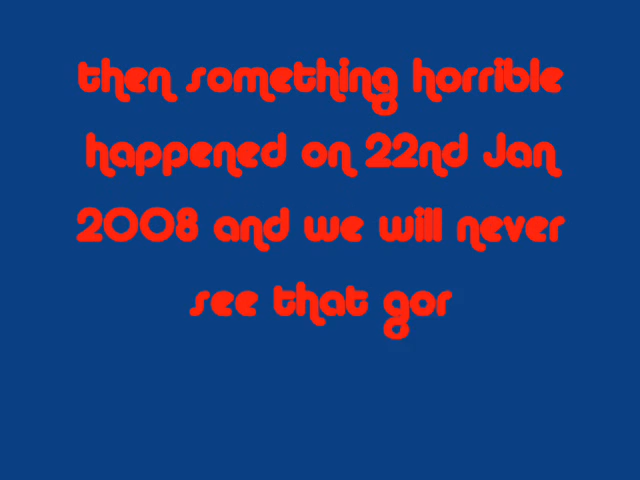 then something horrible
happened on 22nd Jan
2008 and we will never
see that gor